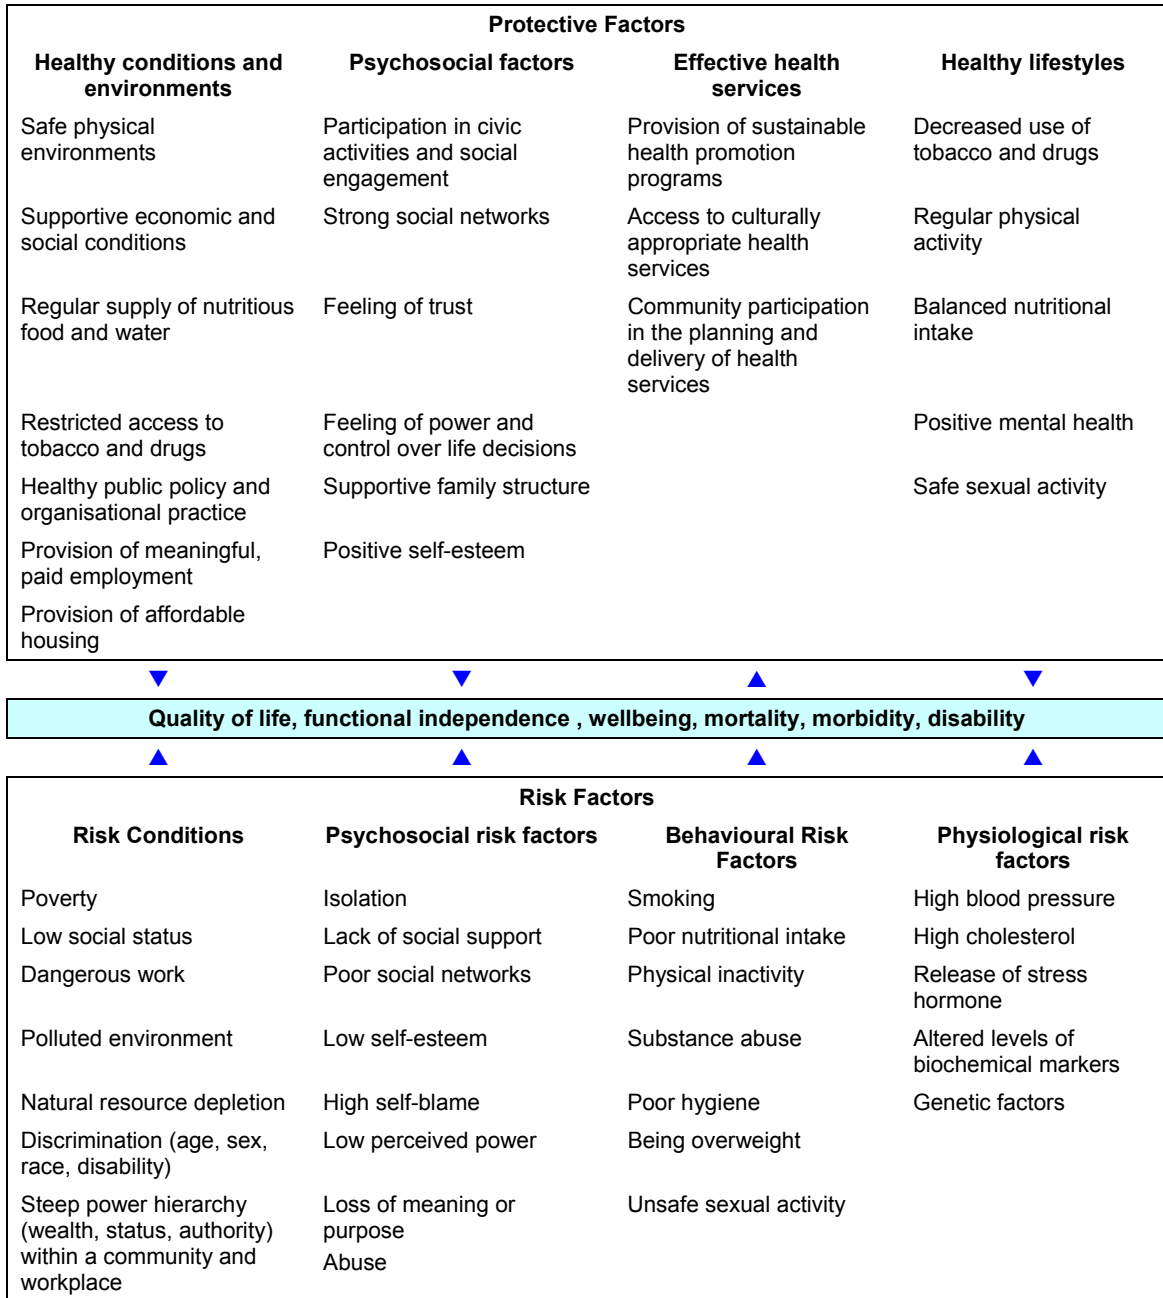 Protective Factors
Healthy conditions and
environments
Psychosocial factors
Effective health
services
Healthy lifestyles
Safe physical
environments
Participation in civic
activities and social
engagement
Provision of sustainable
health promotion
programs
Decreased use of
tobacco and drugs
Supportive economic and
social conditions
Strong social networks
Access to culturally
appropriate health
services
Regular physical
activity
Regular supply of nutritious
food and water
Feeling of trust
Community participation
in the planning and
delivery of health
services
Balanced nutritional
intake
Restricted access to
tobacco and drugs
Feeling of power and
control over life decisions
Positive mental health
Healthy public policy and
organisational practice
Supportive family structure
Safe sexual activity
Provision of meaningful,
paid employment
Positive self-esteem
Provision of affordable
housing
Quality of life, functional independence , wellbeing, mortality, morbidity, disability
Risk Factors
Risk Conditions
Psychosocial risk factors
Behavioural Risk
Factors
Physiological risk
factors
Poverty
Isolation
Smoking
High blood pressure
Low social status
Lack of social support
Poor nutritional intake
High cholesterol
Dangerous work
Poor social networks
Physical inactivity
Release of stress
hormone
Polluted environment
Low self-esteem
Substance abuse
Altered levels of
biochemical markers
Natural resource depletion
High self-blame
Poor hygiene
Genetic factors
Discrimination (age, sex,
race, disability)
Low perceived power
Being overweight
Steep power hierarchy
(wealth, status, authority)
within a community and
workplace
Loss of meaning or
purpose
Abuse
Unsafe sexual activity